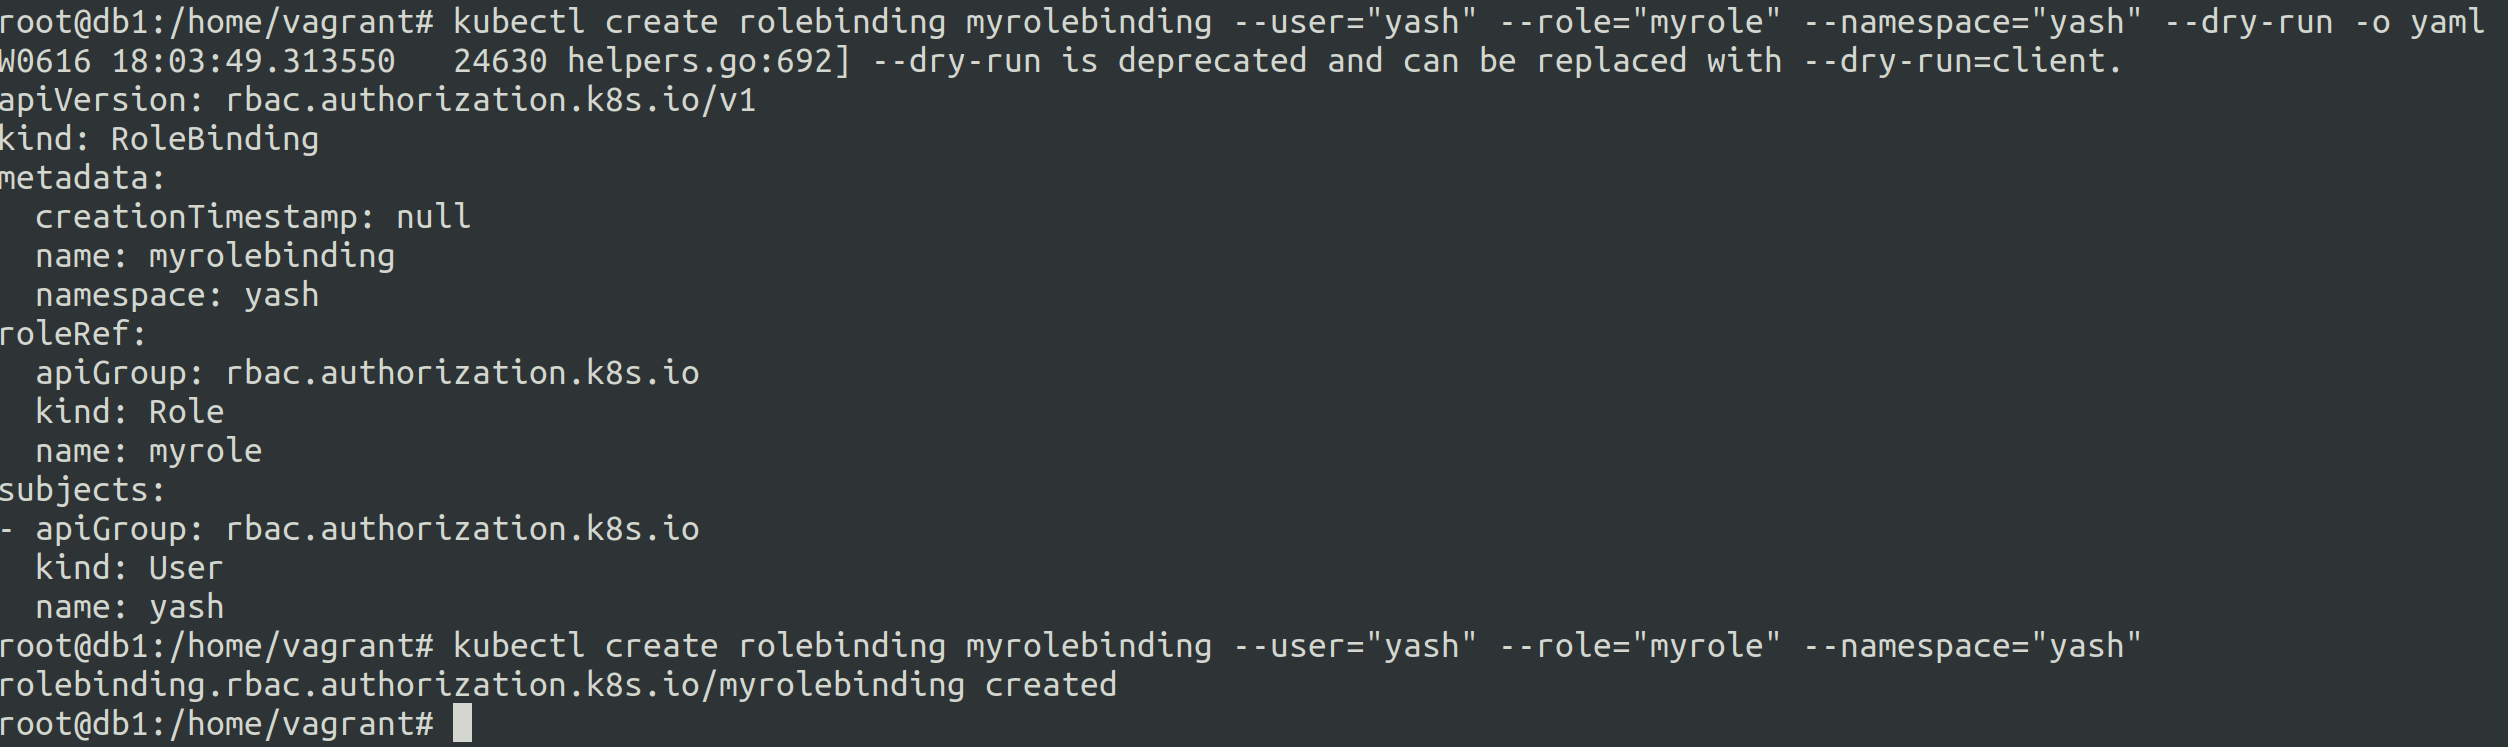 root@db1:/home/vagrant# kubectl create rolebinding myrolebinding --user="yash" --role="myrole" --namespace="yash" --dry-run -o yaml
W0616 18:03:49.313550   24630 helpers.go:692] --dry-run is deprecated and can be replaced with --dry-run=client.
apiVersion: rbac.authorization.k8s.io/v1
kind: RoleBinding
metadata:
  creationTimestamp: null
  name: myrolebinding
  namespace: yash
roleRef:
  apiGroup: rbac.authorization.k8s.io
  kind: Role
  name: myrole
subjects:
- apiGroup: rbac.authorization.k8s.io
  kind: User
  name: yash
root@db1:/home/vagrant# kubectl create rolebinding myrolebinding --user="yash" --role="myrole" --namespace="yash"
rolebinding.rbac.authorization.k8s.io/myrolebinding created
root@db1:/home/vagrant#